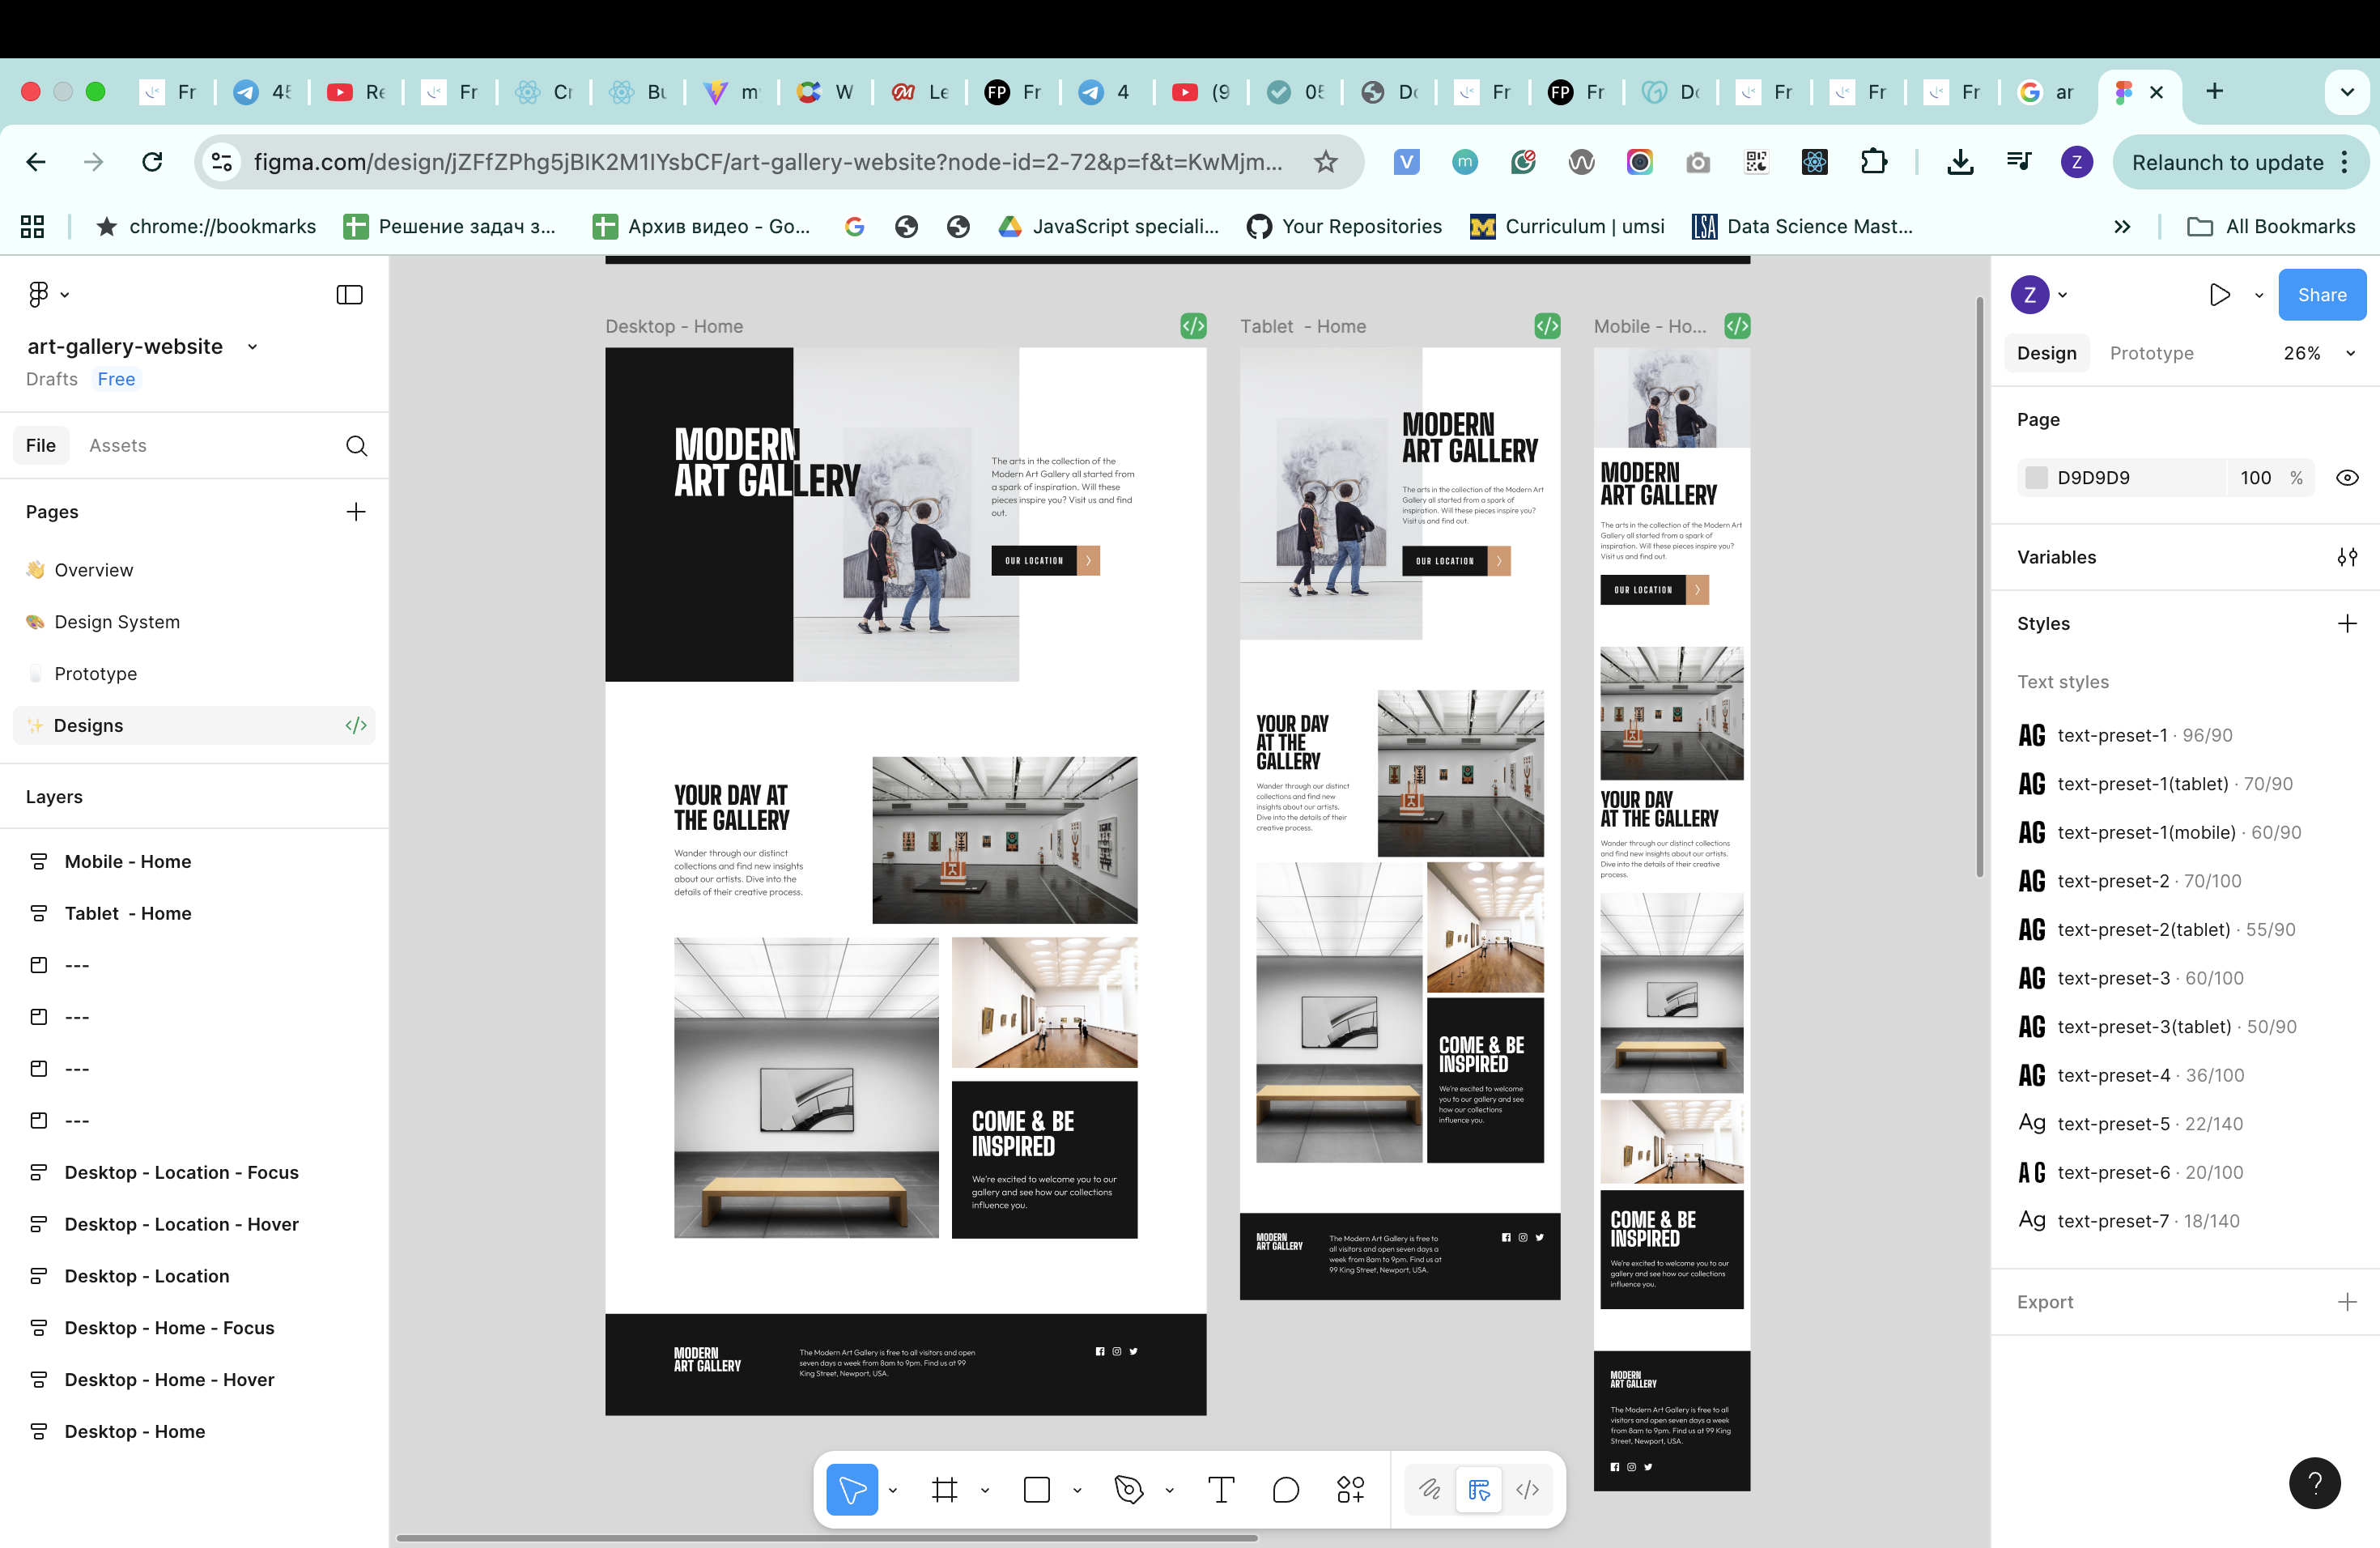 Fr
45
Re
Fr
Cr
Bu
m
W
Le
FP
Fr
4
(9
05
Do
Fr
FP
Fr
Do
Fr
Fr
Fr
ar
figma.com/design/jZFfZPhg5jBIK2M1IYsbCF/art-gallery-website?node-id=2-72&p=f&t=KwMjm...
Z
Relaunch to update
chrome://bookmarks
Решение задач з...
Архив видео - Go...
JavaScript speciali...
Your Repositories
Curriculum | umsi
LSA
Data Science Mast...
All Bookmarks
art-gallery-website
Drafts
Free
File
Assets
Pages
Overview
Design System
Prototype
Designs
Layers
Mobile - Home
Tablet - Home
---
---
---
---
Desktop - Location - Focus
Desktop - Location - Hover
Desktop - Location
Desktop - Home - Focus
Desktop - Home - Hover
Desktop - Home
Desktop - Home
MODERN
ART GALLERY
The arts in the collection of the
Modern Art Gallery all started from
a spark of inspiration. Will these
pieces inspire you? Visit us and find
out.
OUR LOCATION
YOUR DAY AT
THE GALLERY
Wander through our distinct
collections and find new insights
about our artists. Dive into the
details of their creative process.
COME & BE
INSPIRED
We're excited to welcome you to our
gallery and see how our collections
influence you.
MODERN
ART GALLERY
The Modern Art Gallery is free to all visitors and open
seven days a week from 8am to 9pm. Find us at 99
King Street, Newport, USA.
Tablet - Home
MODERN
ART GALLERY
The arts in the collection of the Modern Art
Gallery all started from a spark of
inspiration. Will these pieces inspire you?
Visit us and find out.
OUR LOCATION
YOUR DAY
AT THE
GALLERY
Wander through our distinct
collections and find new
insights about our artists.
Dive into the details of their
creative process.
COME & BE
INSPIRED
We're excited to welcome
you to our gallery and see
how our collections
influence you.
MODERN
ART GALLERY
The Modern Art Gallery is free to
all visitors and open seven days a
week from 8am to 9pm. Find us at
99 King Street, Newport, USA.
Mobile - Ho...
MODERN
ART GALLERY
The arts in the collection of the Modern Art
Gallery all started from a spark of
inspiration. Will these pieces inspire you?
Visit us and find out.
OUR LOCATION
YOUR DAY
AT THE GALLERY
Wander through our distinct collections
and find new insights about our artists.
Dive into the details of their creative
process.
COME & BE
INSPIRED
We're excited to welcome you to our
gallery and see how our collections
influence you.
MODERN
ART GALLERY
The Modern Art Gallery is free to all
visitors and open seven days a week
from 8am to 9pm. Find us at 99 King
Street, Newport, USA.
Z
Share
Design
Prototype
26%
Page
D9D9D9
100
%
Variables
Styles
Text styles
AG text-preset-1 · 96/90
AG text-preset-1(tablet) · 70/90
AG text-preset-1(mobile) · 60/90
AG text-preset-2 · 70/100
AG text-preset-2(tablet) · 55/90
AG text-preset-3 · 60/100
AG text-preset-3(tablet) · 50/90
AG text-preset-4 · 36/100
Ag text-preset-5 · 22/140
AG text-preset-6 · 20/100
Ag text-preset-7 · 18/140
Export
?